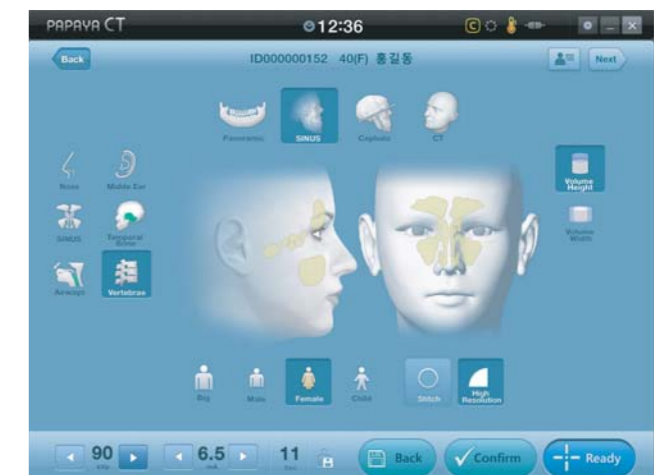 PAPAYA CT 12:36 C
Back ID000000152 40(F) 홍길동 Next
Panoramic SINUS Cephalo CT
Nose Middle Ear Volume Height
SINUS Temporal Bone Volume Width
Airways Vertebrae
Big Male Female Child Stitch High Resolution
90 6.5 11 Back Confirm Ready
kVp mA Sec